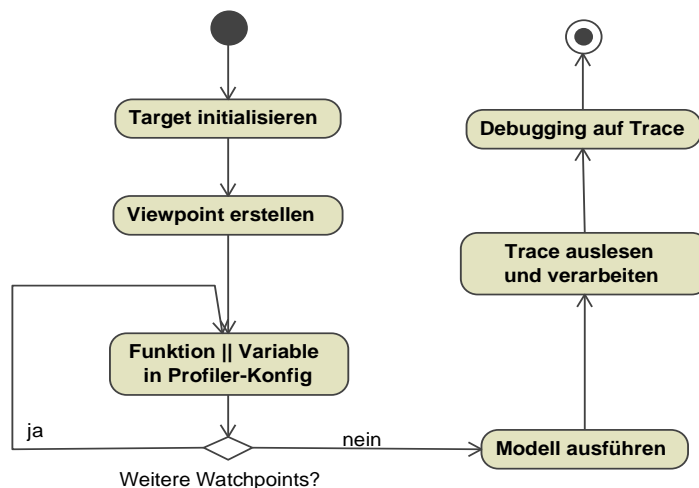 Target initialisieren
Viewpoint erstellen
Funktion || Variable
in Profiler-Konfig
ja
nein
Weitere Watchpoints?
Modell ausführen
Trace auslesen
und verarbeiten
Debugging auf Trace